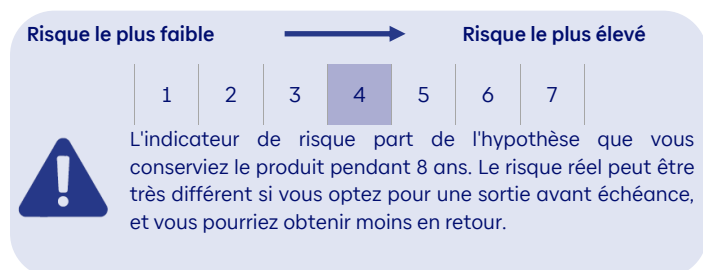 Risque le plus faible Risque le plus élevé
1 2 3 4 5 6 7
L'indicateur de risque part de l'hypothèse que vous
conserviez le produit pendant 8 ans. Le risque réel peut être
très différent si vous optez pour une sortie avant échéance,
et vous pourriez obtenir moins en retour.